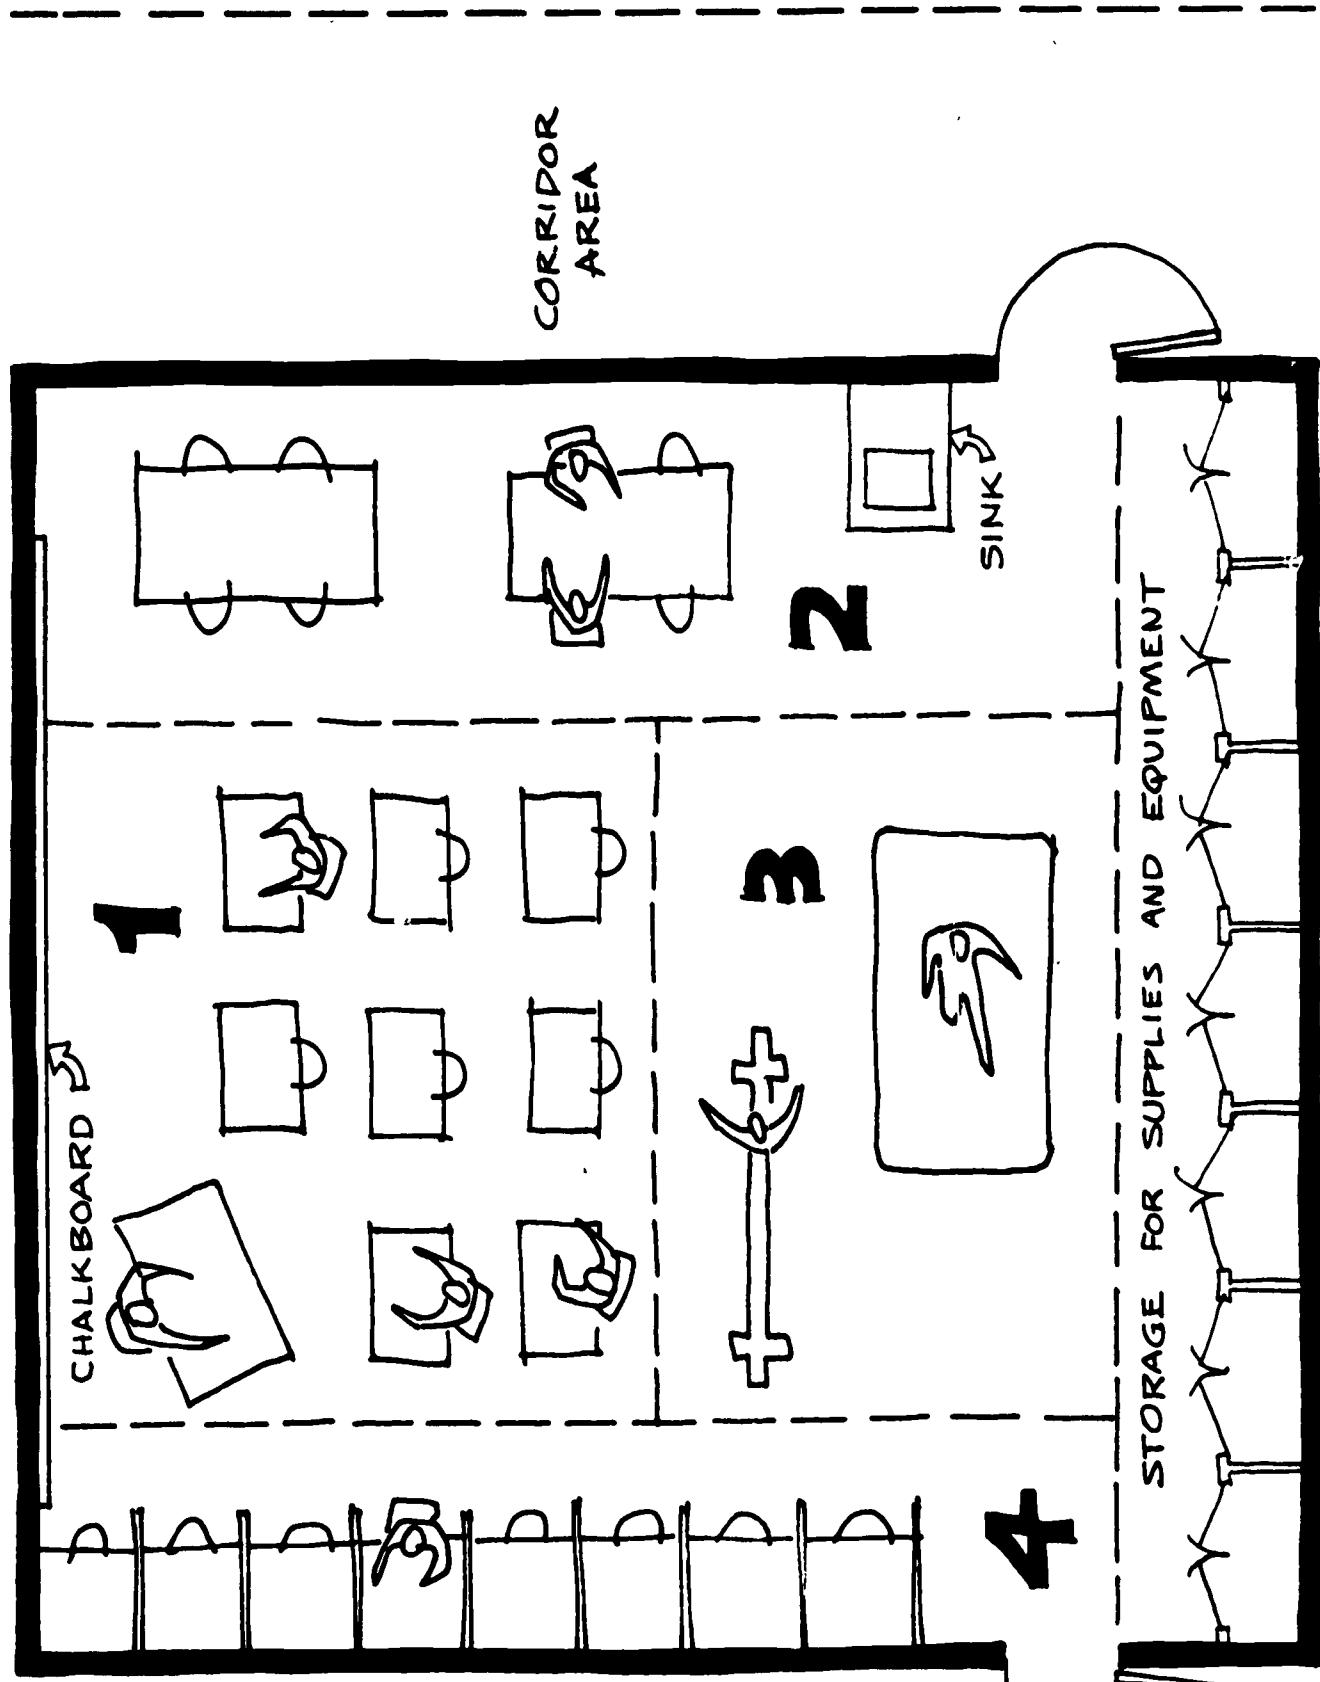 CORRIDOR
AREA
CHALKBOARD
1
2
SINK
3
4
STORAGE FOR SUPPLIES AND EQUIPMENT